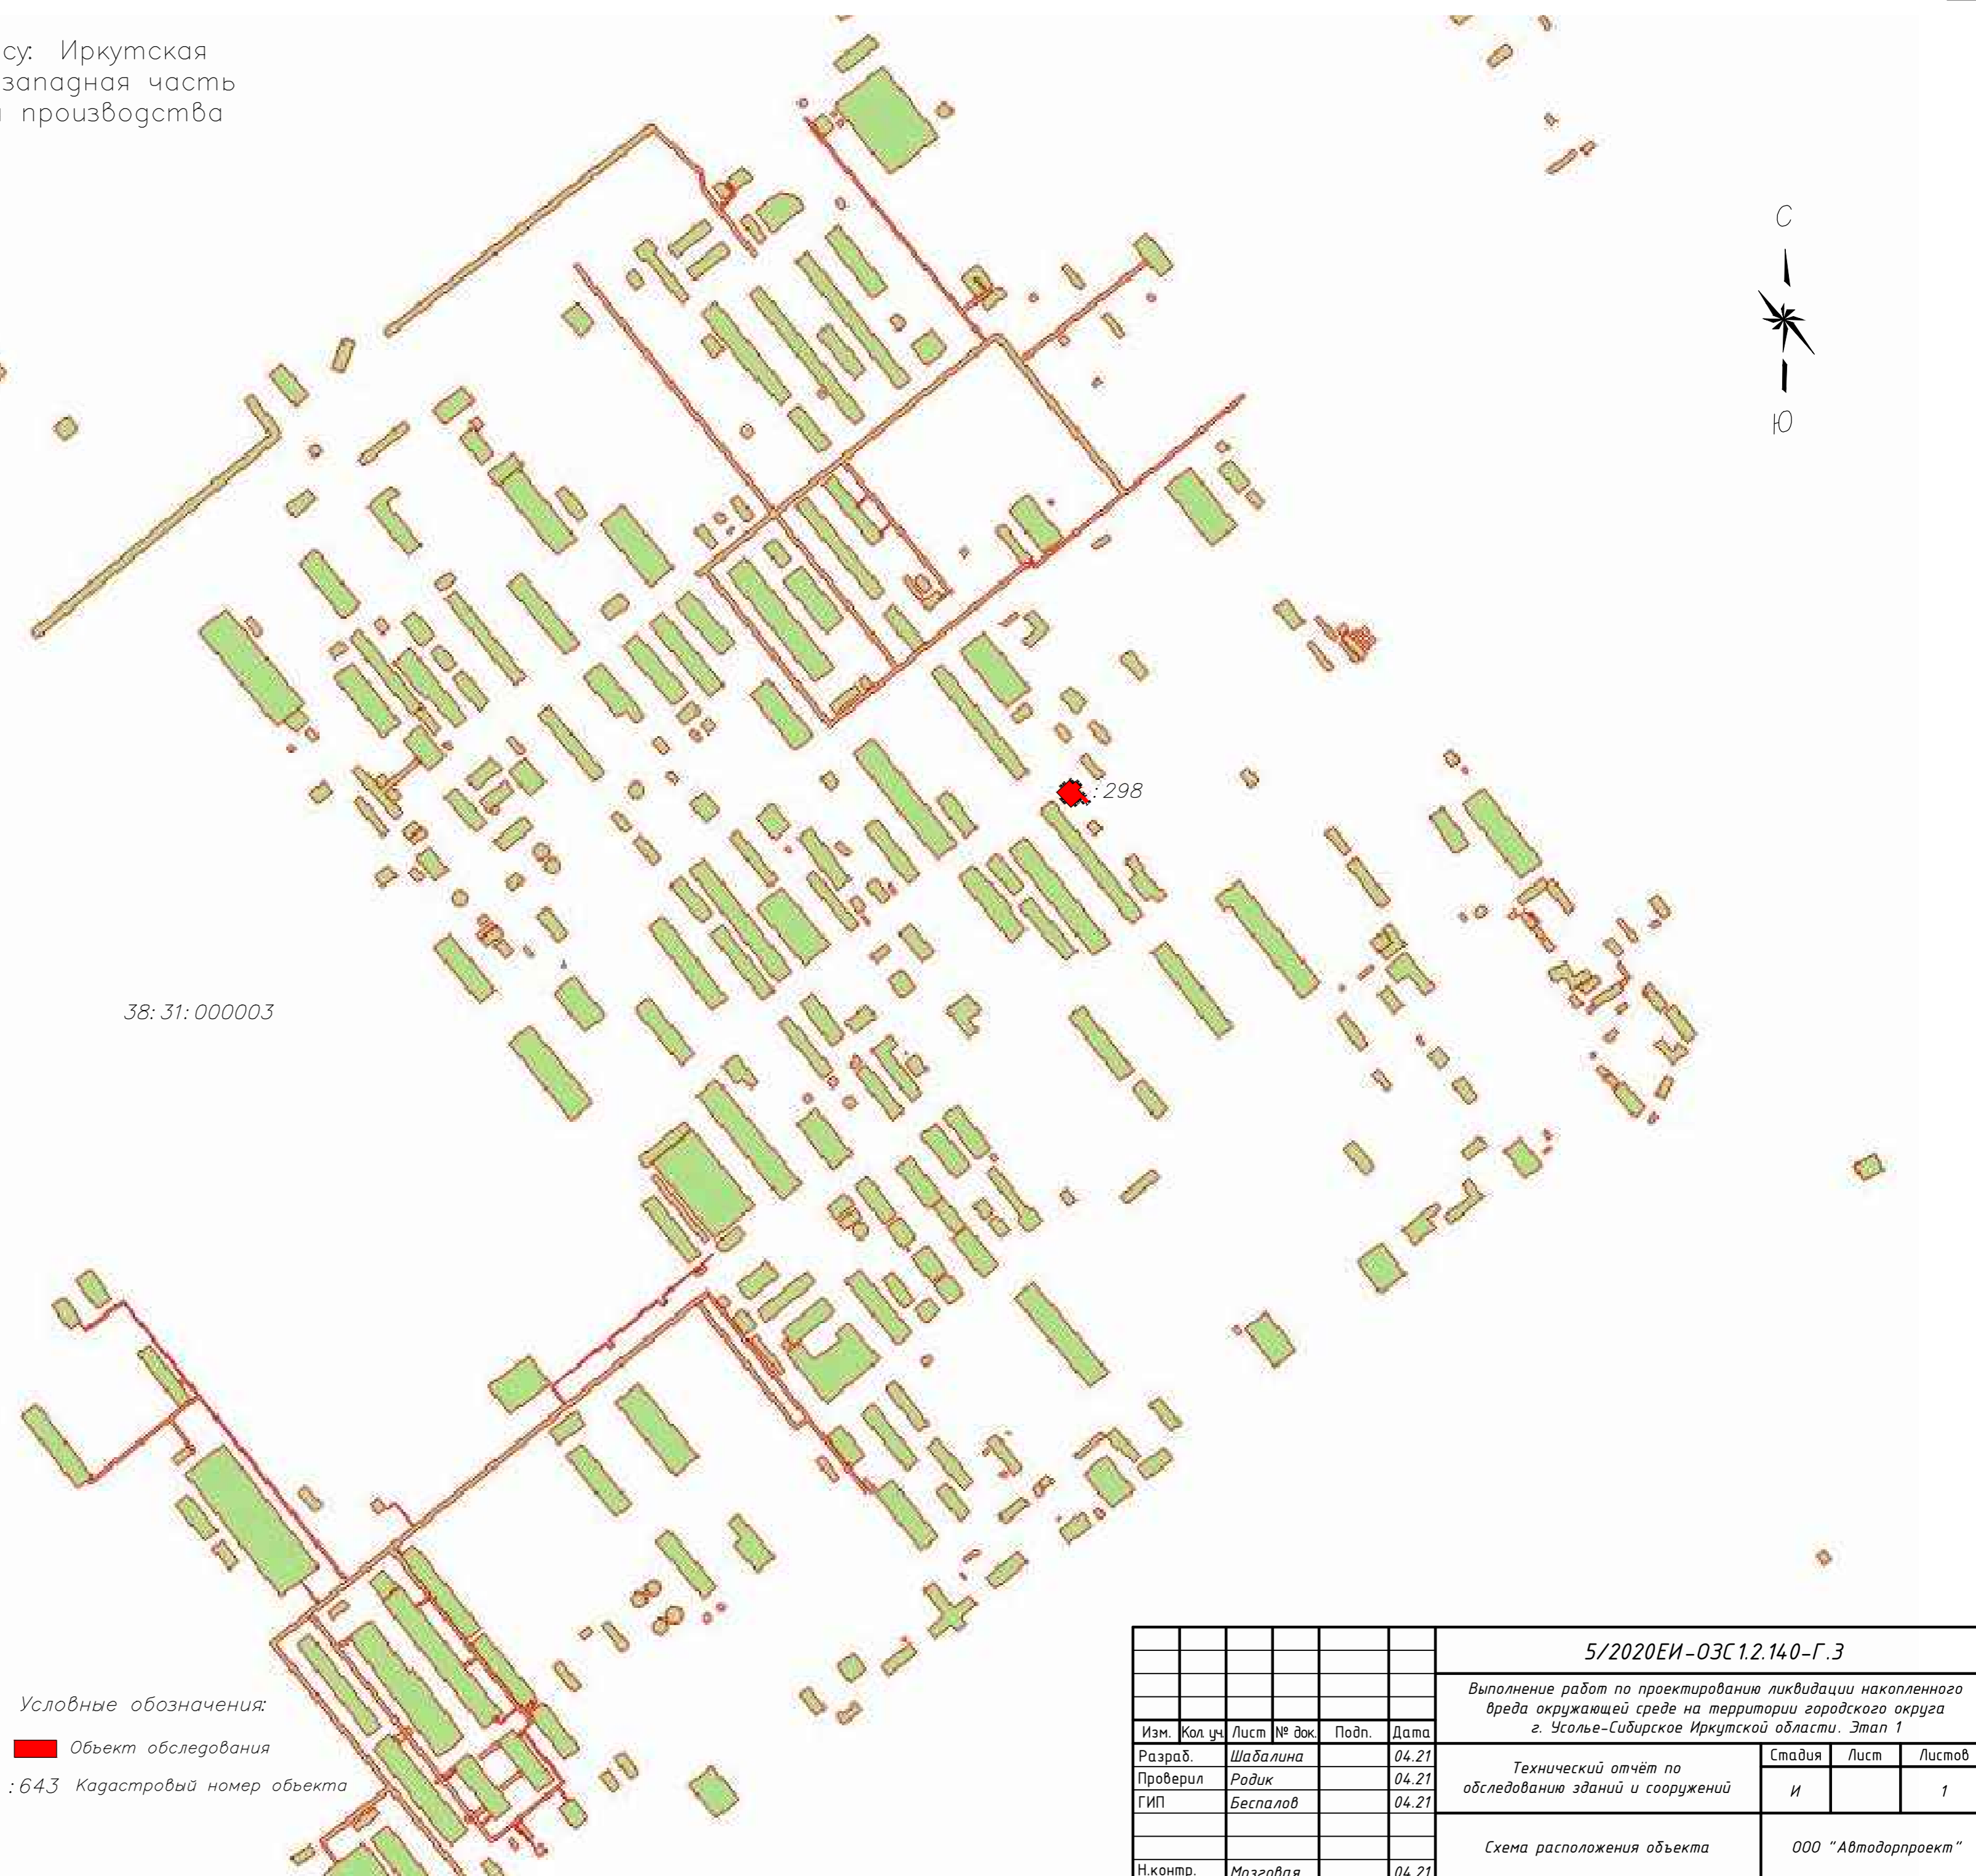 су: Иркутская
западная часть
производства
С
Ю
:298
38:31:000003
Условные обозначения:
Объект обследования
:643 Кадастровый номер объекта
5/2020ЕИ-ОЗС1.2.140-Г.3
Выполнение работ по проектированию ликвидации накопленного
вреда окружающей среде на территории городского округа
г. Усолье-Сибирское Иркутской области. Этап 1
Изм. Кол. уч Лист № док. Подп. Дата
Разраб. Шабалина 04.21
Проверил Родик 04.21
ГИП Беспалов 04.21
Технический отчёт по
обследованию зданий и сооружений
Стадия Лист Листов
И 1
Схема расположения объекта
ООО "Автодорпроект"
Н.контр. Мозговая 04.21